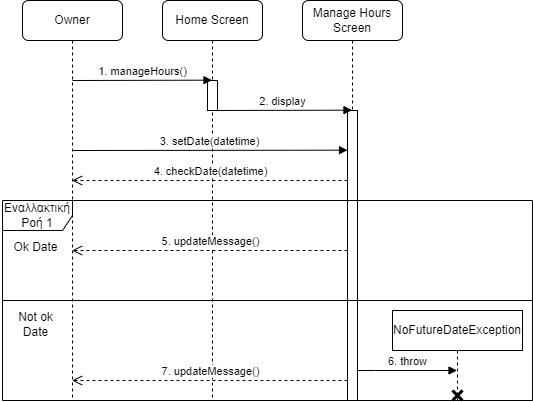 Owner
Home Screen
Manage Hours
Screen
1. manageHours()
2. display
3. setDate(datetime)
4. checkDate(datetime)
Εναλλακτική
Ροή 1
Ok Date
5. updateMessage()
Not ok
Date
NoFutureDateException
6. throw
7. updateMessage()